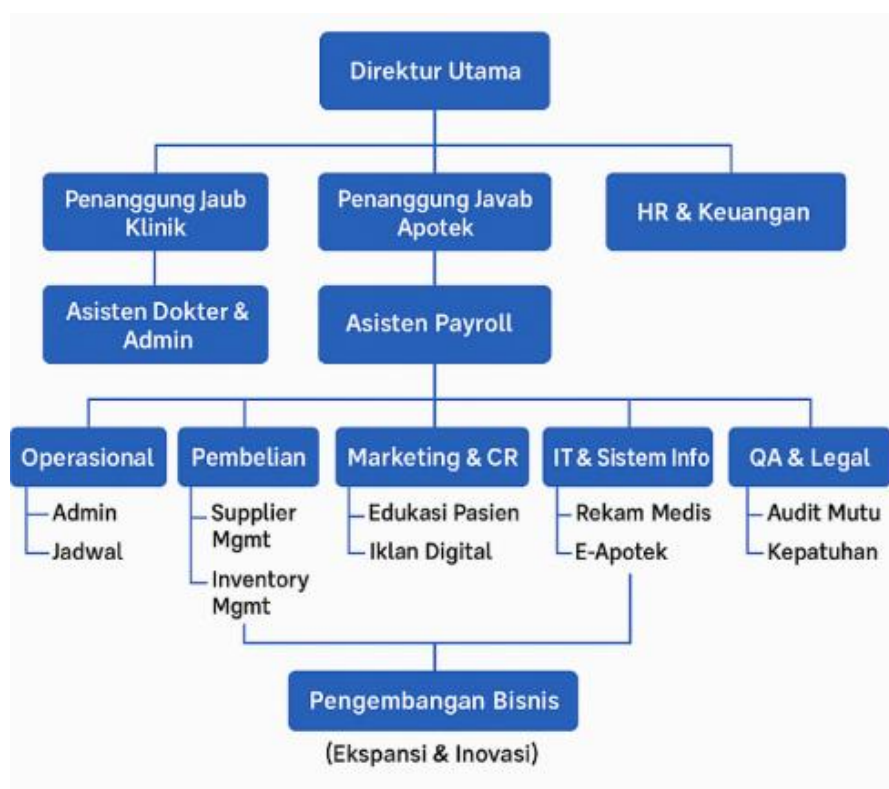 Direktur Utama
Penanggung Jaub
Klinik
Penanggung Javab
Apotek
HR & Keuangan
Asisten Dokter &
Admin
Asisten Payroll
Operasional
Admin
Jadwal
Pembelian
Supplier
Mgmt
Inventory
Mgmt
Marketing & CR
Edukasi Pasien
Iklan Digital
IT & Sistem Info
Rekam Medis
E-Apotek
QA & Legal
Audit Mutu
Kepatuhan
Pengembangan Bisnis
(Ekspansi & Inovasi)